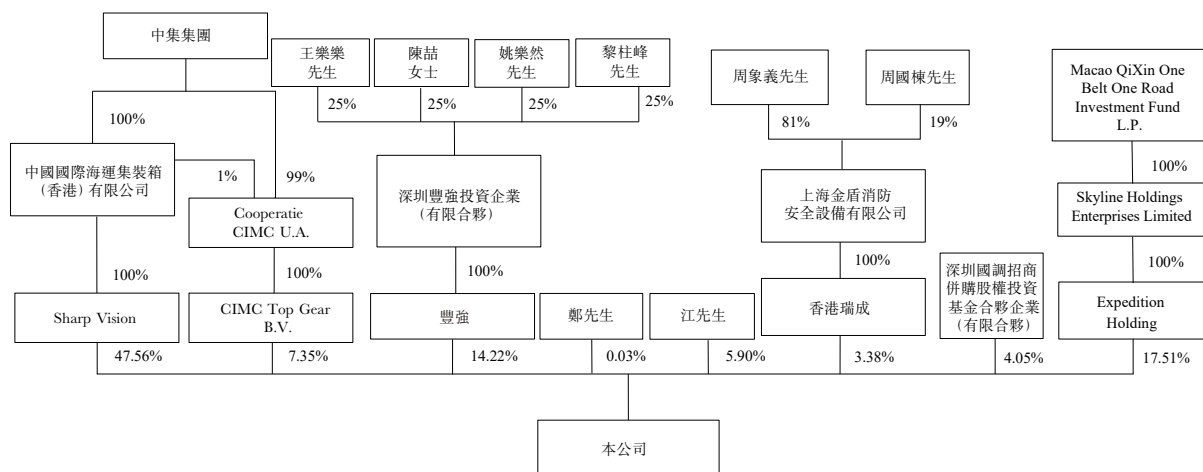 中集集團
王樂樂
先生
陳喆
女士
姚樂然
先生
黎柱峰
先生
周象義先生
周國棟先生
Macao QiXin One
Belt One Road
Investment Fund
L.P.
25%
25%
25%
25%
81%
19%
100%
100%
中國國際海運集裝箱
(香港) 有限公司
1%
99%
深圳豐強投資企業
(有限合夥)
上海金盾消防
安全設備有限公司
Skyline Holdings
Enterprises Limited
Cooperatie
CIMC U.A.
100%
100%
100%
100%
100%
Sharp Vision
CIMC Top Gear
B.V.
豐強
鄭先生
江先生
香港瑞成
深圳國調招商
併購股權投資
基金合夥企業
(有限合夥)
Expedition
Holding
47.56%
7.35%
14.22%
0.03%
5.90%
3.38%
4.05%
17.51%
本公司